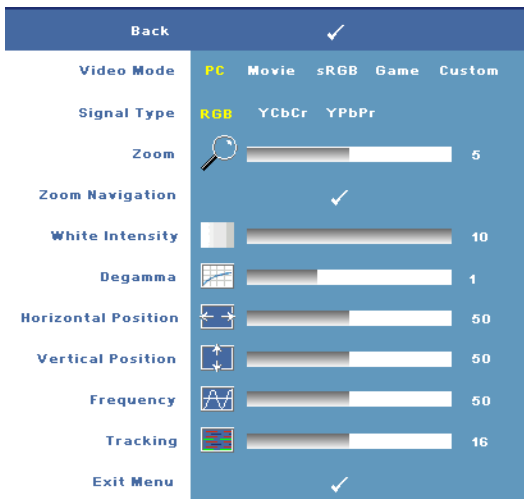 Back
Video Mode PC Movie sRGB Game Custom
Signal Type RGB YCbCr YPbPr
Zoom 5
Zoom Navigation
White Intensity 10
Degamma 1
Horizontal Position 50
Vertical Position 50
Frequency 50
Tracking 16
Exit Menu